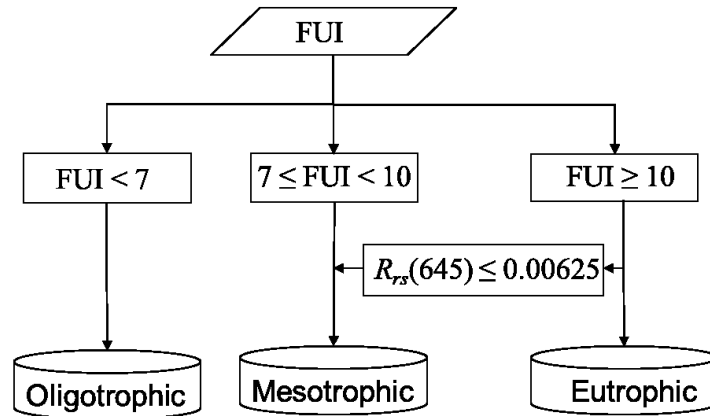 FUI
FUI < 7
7 ≤ FUI < 10
FUI ≥ 10
Rrs(645) ≤ 0.00625
Oligotrophic
Mesotrophic
Eutrophic